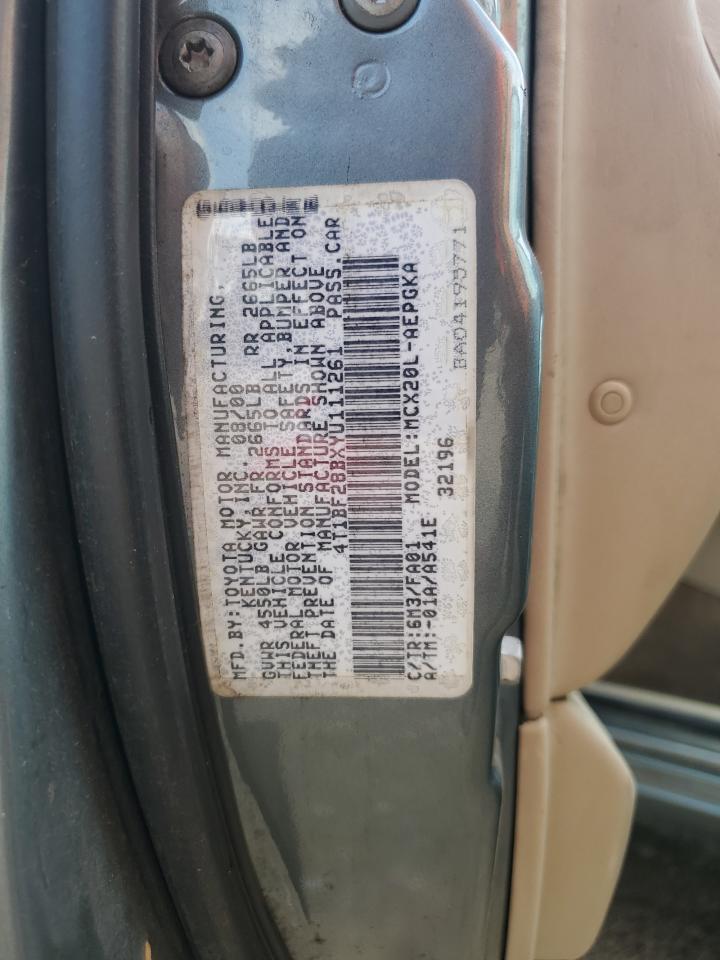 MFD.BY:TOYOTA MOTOR MANUFACTURING,
KENTUCKY,INC. 08/00
GVWR 4550LB GAWR FR 2665LB RR 2665LB
THIS VEHICLE CONFORMS TO ALL APPLICABLE
FEDERAL MOTOR VEHICLE SAFETY,BUMPER AND
THEFT PREVENTION STANDARDS IN EFFECT ON
THE DATE OF MANUFACTURE SHOWN ABOVE
4T1BF28BXYU111261 PASS.CAR
C/TR:6M3/FA01 MODEL:MCX20L-AEPGKA
A/TM:-01A/A541E 32196
BA04195771